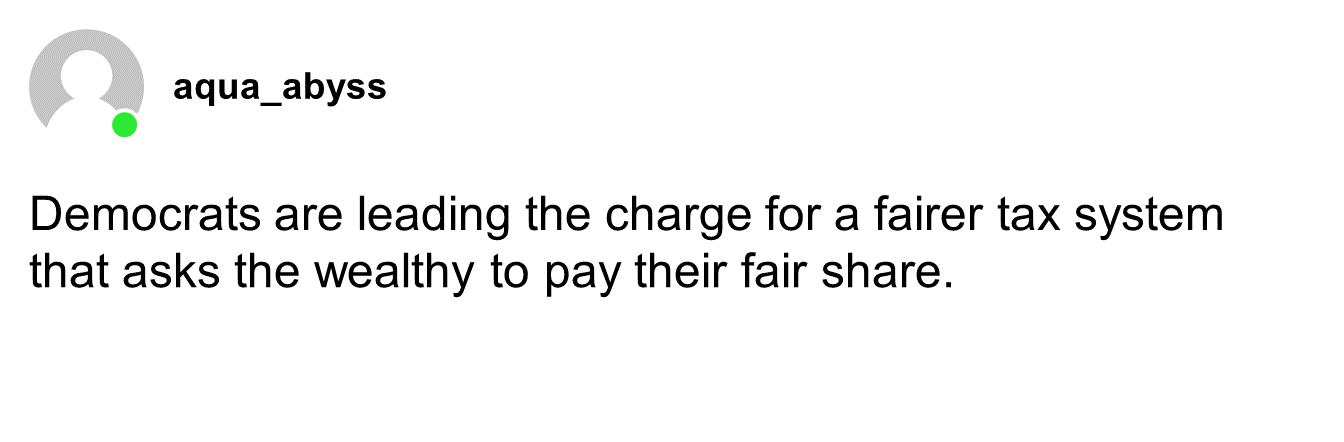 aqua_abyss
Democrats are leading the charge for a fairer tax system
that asks the wealthy to pay their fair share.